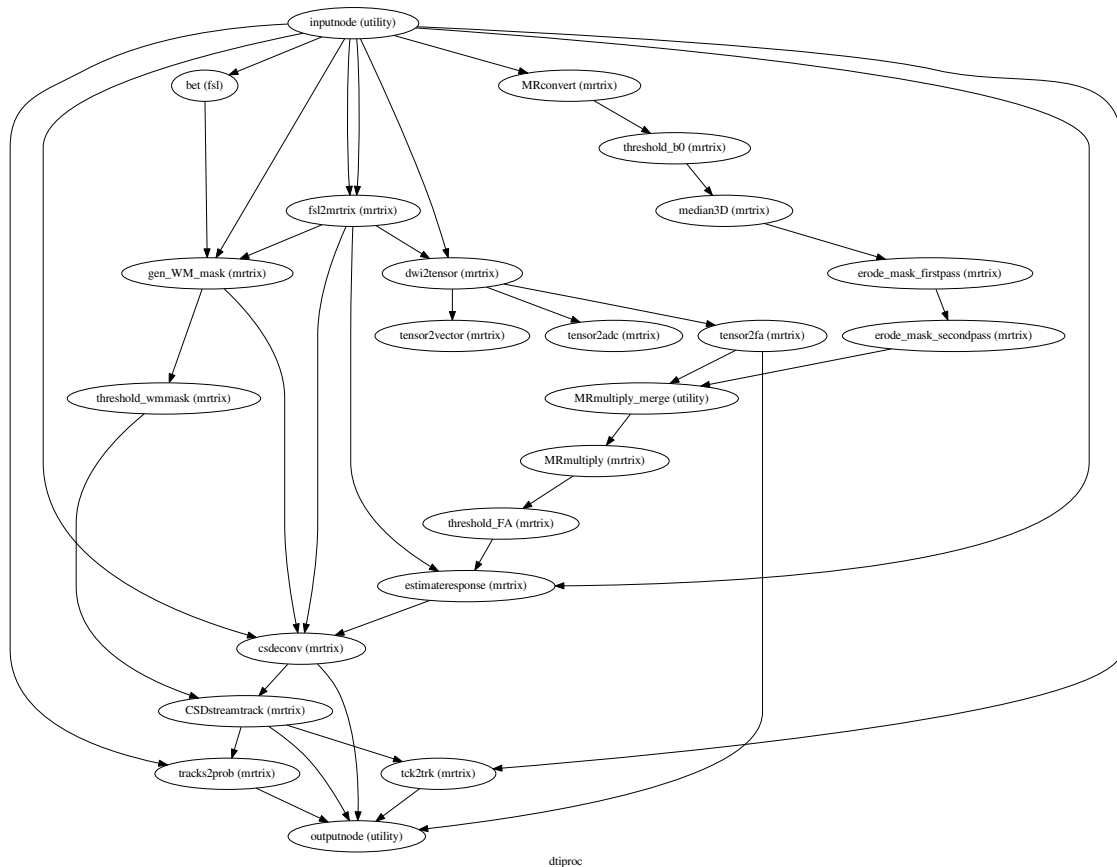 inputnode (utility)
bet (fsl)
MRconvert (mrtrix)
threshold_b0 (mrtrix)
fsl2mrtrix (mrtrix)
median3D (mrtrix)
gen_WM_mask (mrtrix)
dwi2tensor (mrtrix)
erode_mask_firstpass (mrtrix)
tensor2vector (mrtrix)
tensor2adc (mrtrix)
tensor2fa (mrtrix)
erode_mask_secondpass (mrtrix)
threshold_wmmask (mrtrix)
MRmultiply_merge (utility)
MRmultiply (mrtrix)
threshold_FA (mrtrix)
estimateresponse (mrtrix)
csdeconv (mrtrix)
CSDstreamtrack (mrtrix)
tracks2prob (mrtrix)
tck2trk (mrtrix)
outputnode (utility)
dtiproc